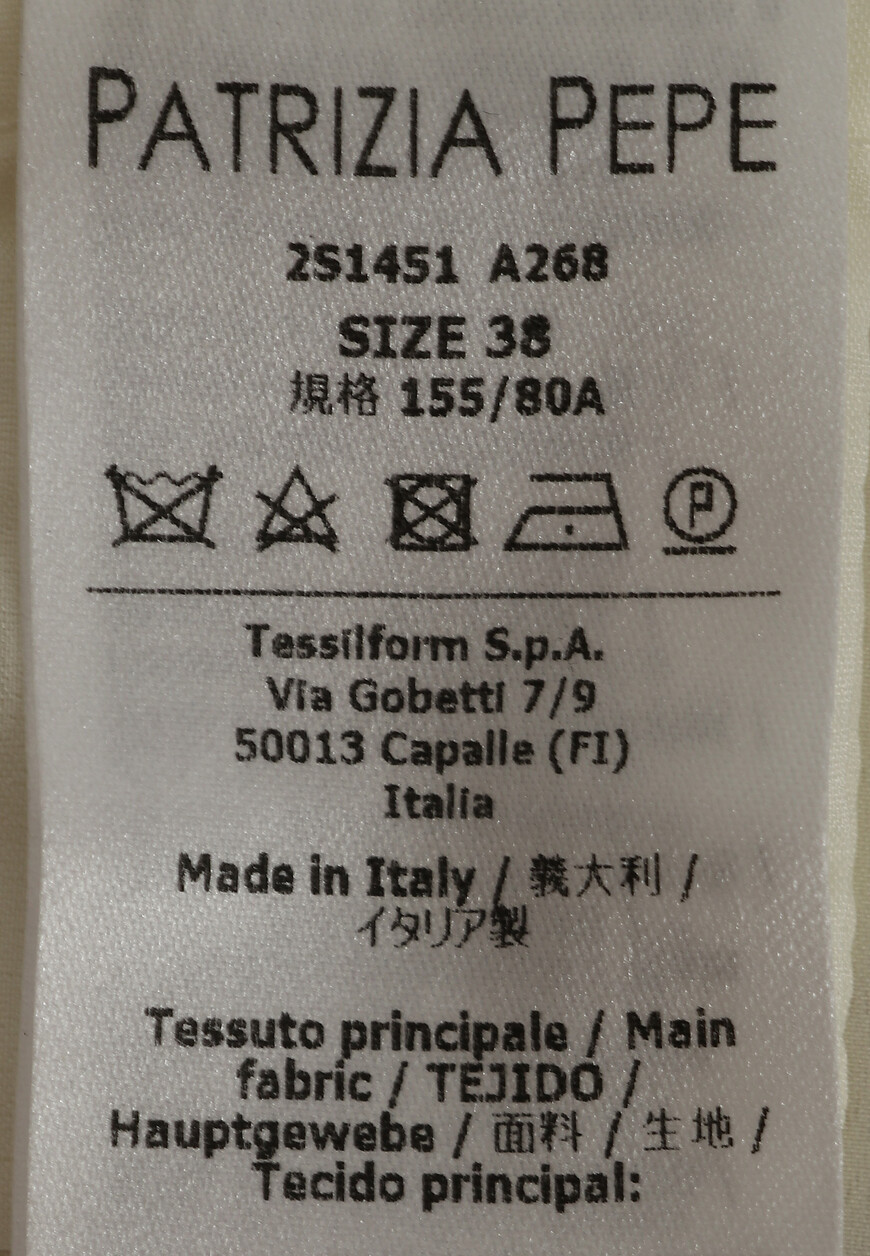 PATRIZIA PEPE
2S1451 A268
SIZE 38
規格 155/80A
P
Tessilform S.p.A.
Via Gobetti 7/9
50013 Capalle (FI)
Italia
Made in Italy / 義大利 /
イタリア製
Tessuto principale / Main
fabric / TEJIDO /
Hauptgewebe / 面料 / 生地 /
Tecido principal: